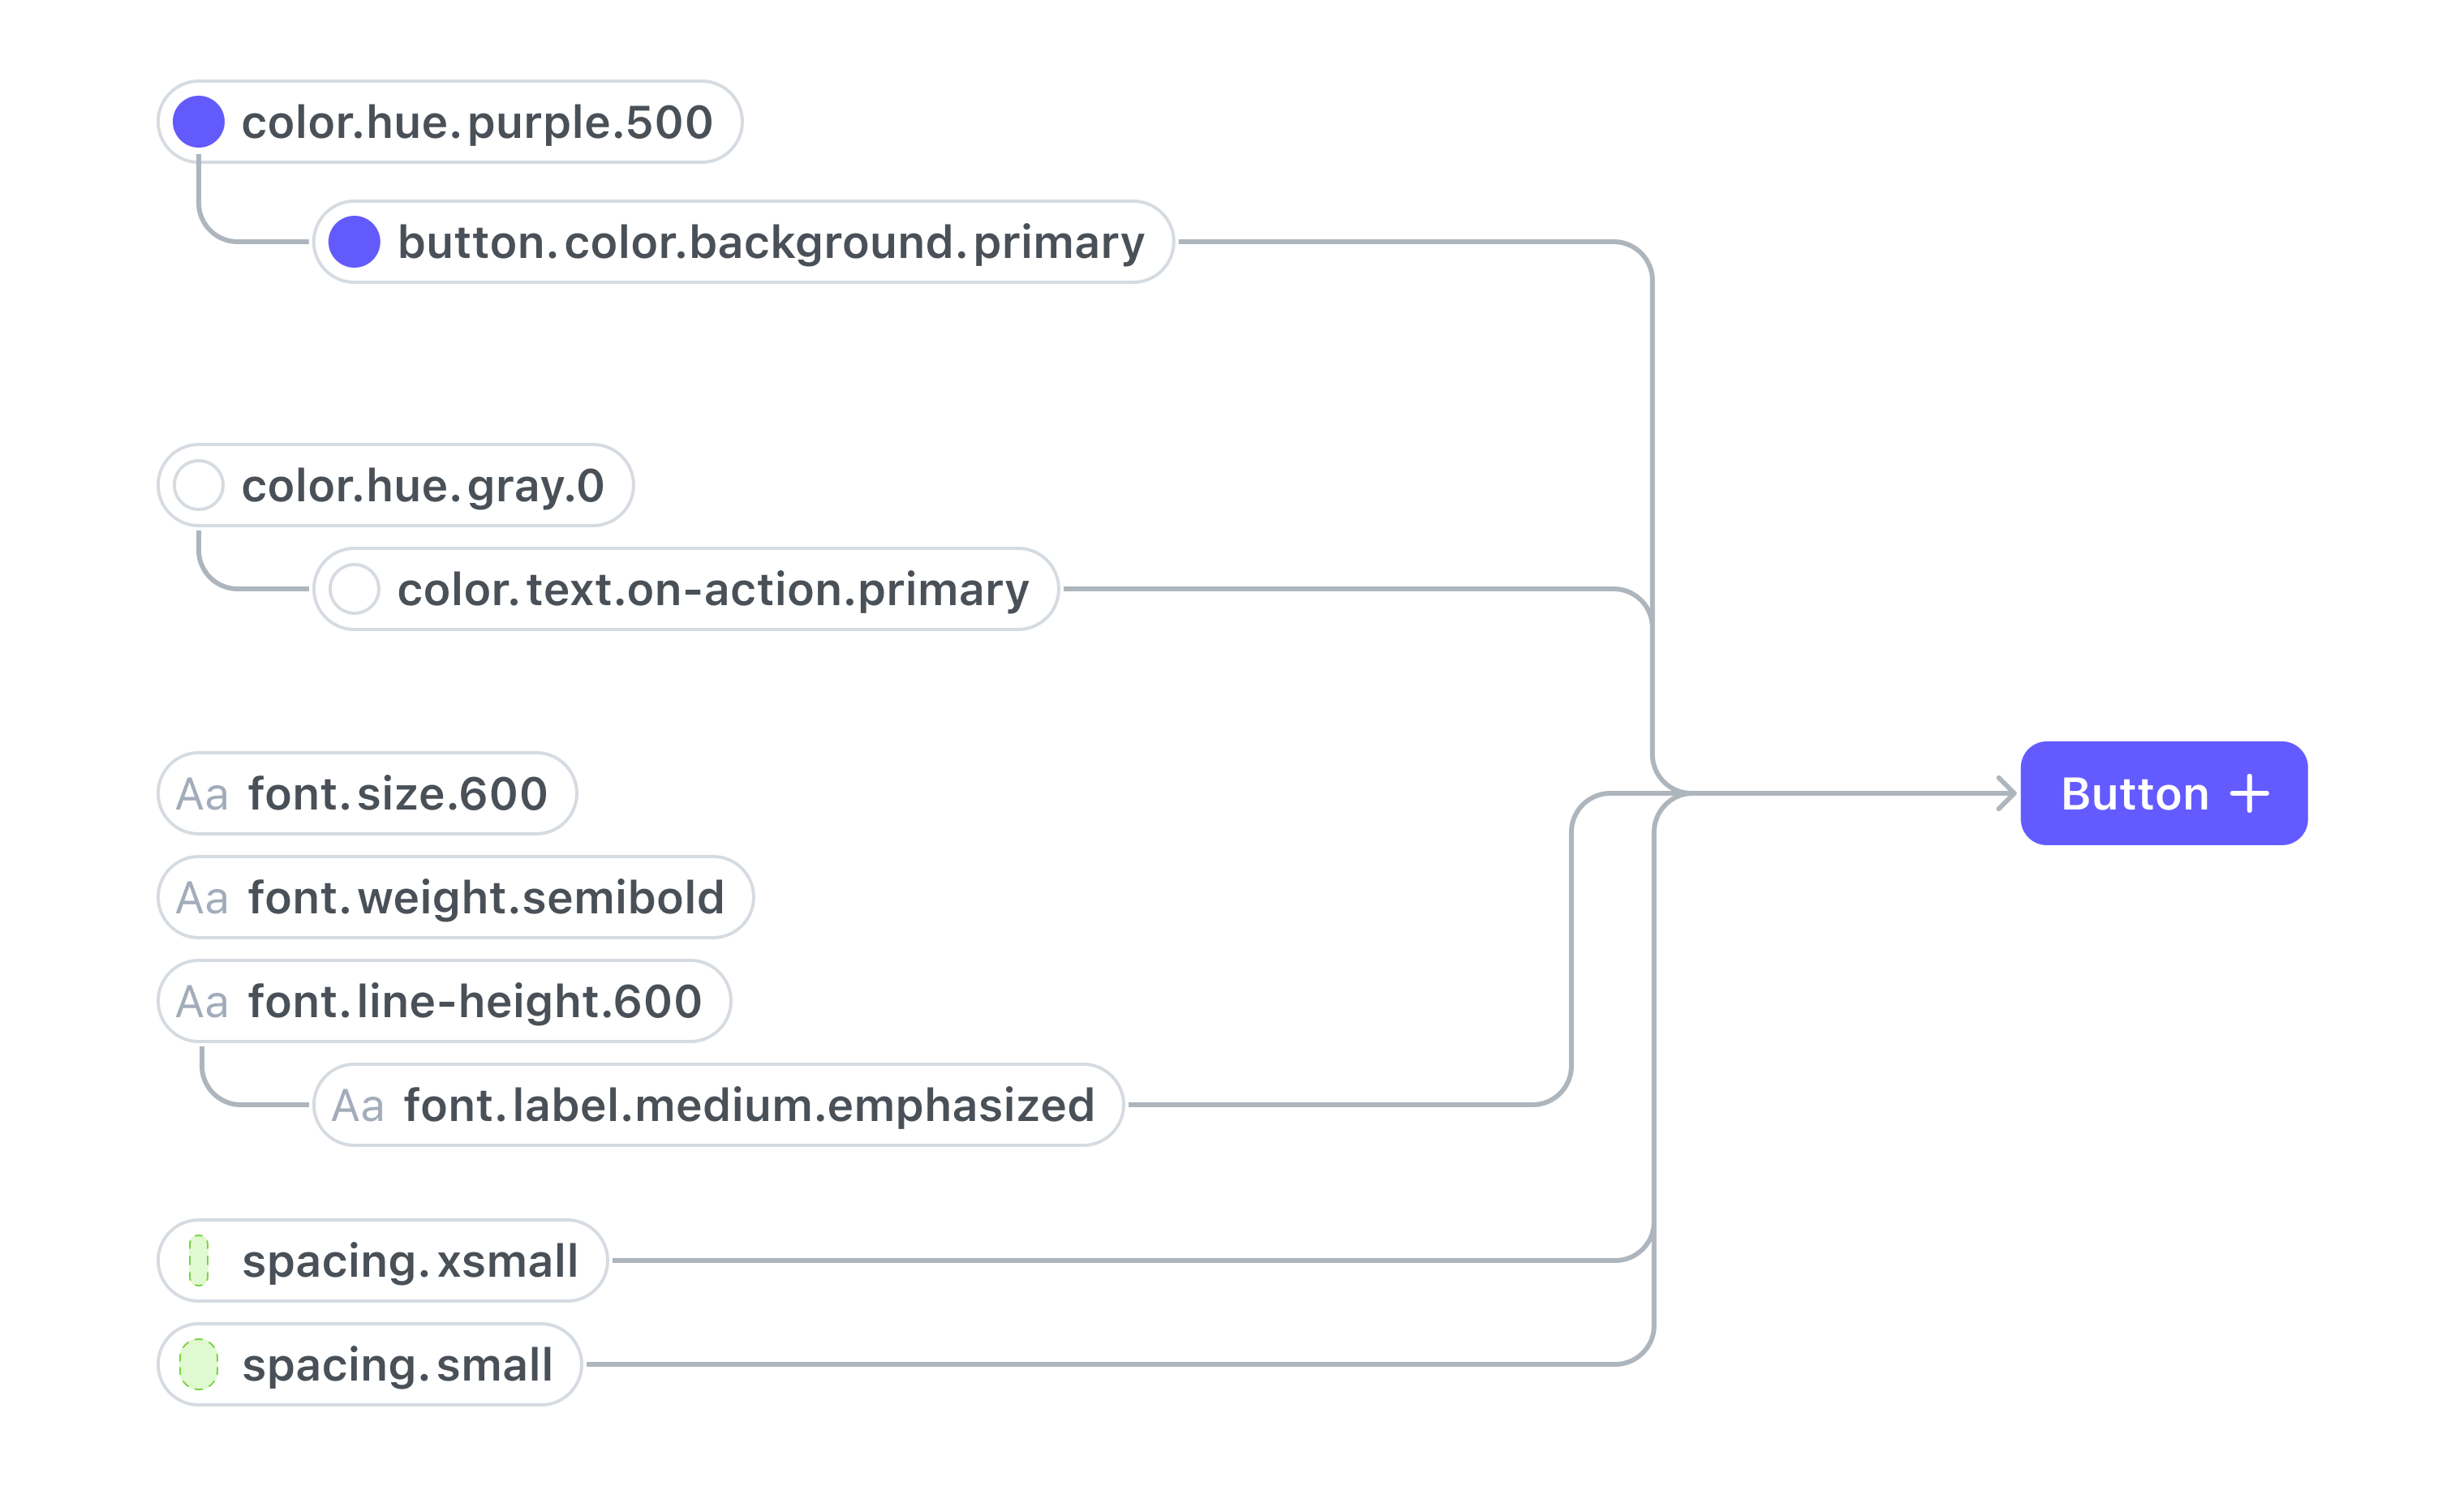 color.hue.purple.500
button.color.background.primary
color.hue.gray.0
color.text.on-action.primary
Aa font.size.600
Button +
Aa font.weight.semibold
Aa font.line-height.600
Aa font.label.medium.emphasized
spacing.xsmall
spacing.small